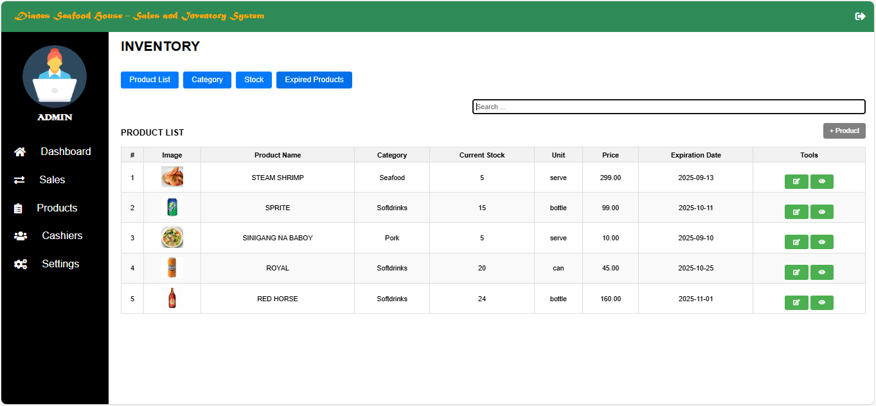 Dianes Seafood House - Sales and Inventory System
ADMIN
Dashboard
Sales
Products
Cashiers
Settings
INVENTORY
Product List Category Stock Expired Products
Search ...
PRODUCT LIST
+ Product
# Image Product Name Category Current Stock Unit Price Expiration Date Tools
1 STEAM SHRIMP Seafood 5 serve 299.00 2025-09-13
2 SPRITE Softdrinks 15 bottle 99.00 2025-10-11
3 SINIGANG NA BABOY Pork 5 serve 10.00 2025-09-10
4 ROYAL Softdrinks 20 can 45.00 2025-10-25
5 RED HORSE Softdrinks 24 bottle 160.00 2025-11-01